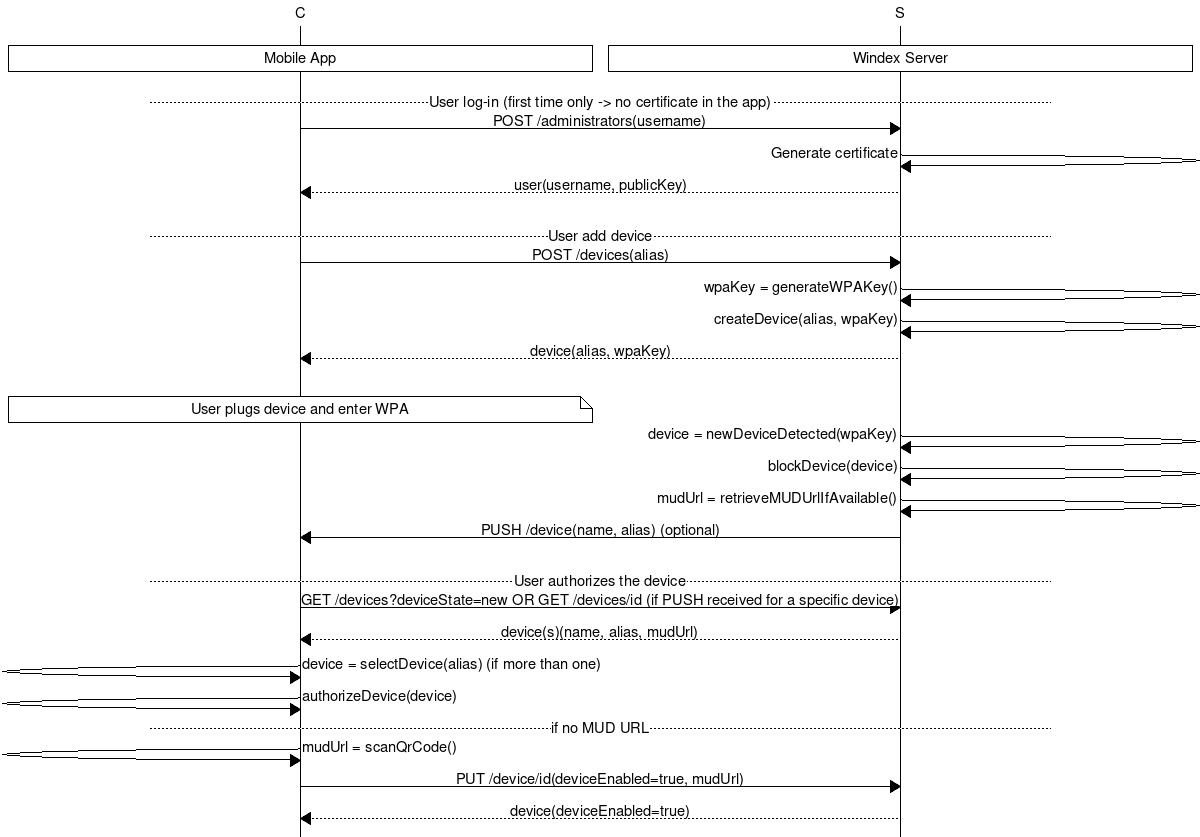 C
S
Mobile App
Windex Server
User log-in (first time only -> no certificate in the app)
POST /administrators(username)
Generate certificate
user(username, publicKey)
User add device
POST /devices(alias)
wpaKey = generateWPAKey()
createDevice(alias, wpaKey)
device(alias, wpaKey)
User plugs device and enter WPA
device = newDeviceDetected(wpaKey)
blockDevice(device)
mudUrl = retrieveMUDUrlIfAvailable()
PUSH /device(name, alias) (optional)
User authorizes the device
GET /devices?deviceState=new OR GET /devices/id (if PUSH received for a specific device)
device(s)(name, alias, mudUrl)
device = selectDevice(alias) (if more than one)
authorizeDevice(device)
if no MUD URL
mudUrl = scanQrCode()
PUT /device/id(deviceEnabled=true, mudUrl)
device(deviceEnabled=true)